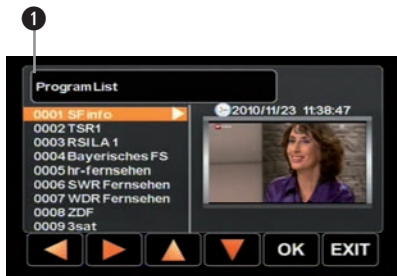 1
Program List
2010/11/23 11:38:47
0001 SF info
0002 TSR1
0003 RSI LA 1
0004 Bayerisches FS
0005 hr-fernsehen
0006 SWR Fernsehen
0007 WDR Fernsehen
0008 ZDF
0009 3sat
OK EXIT